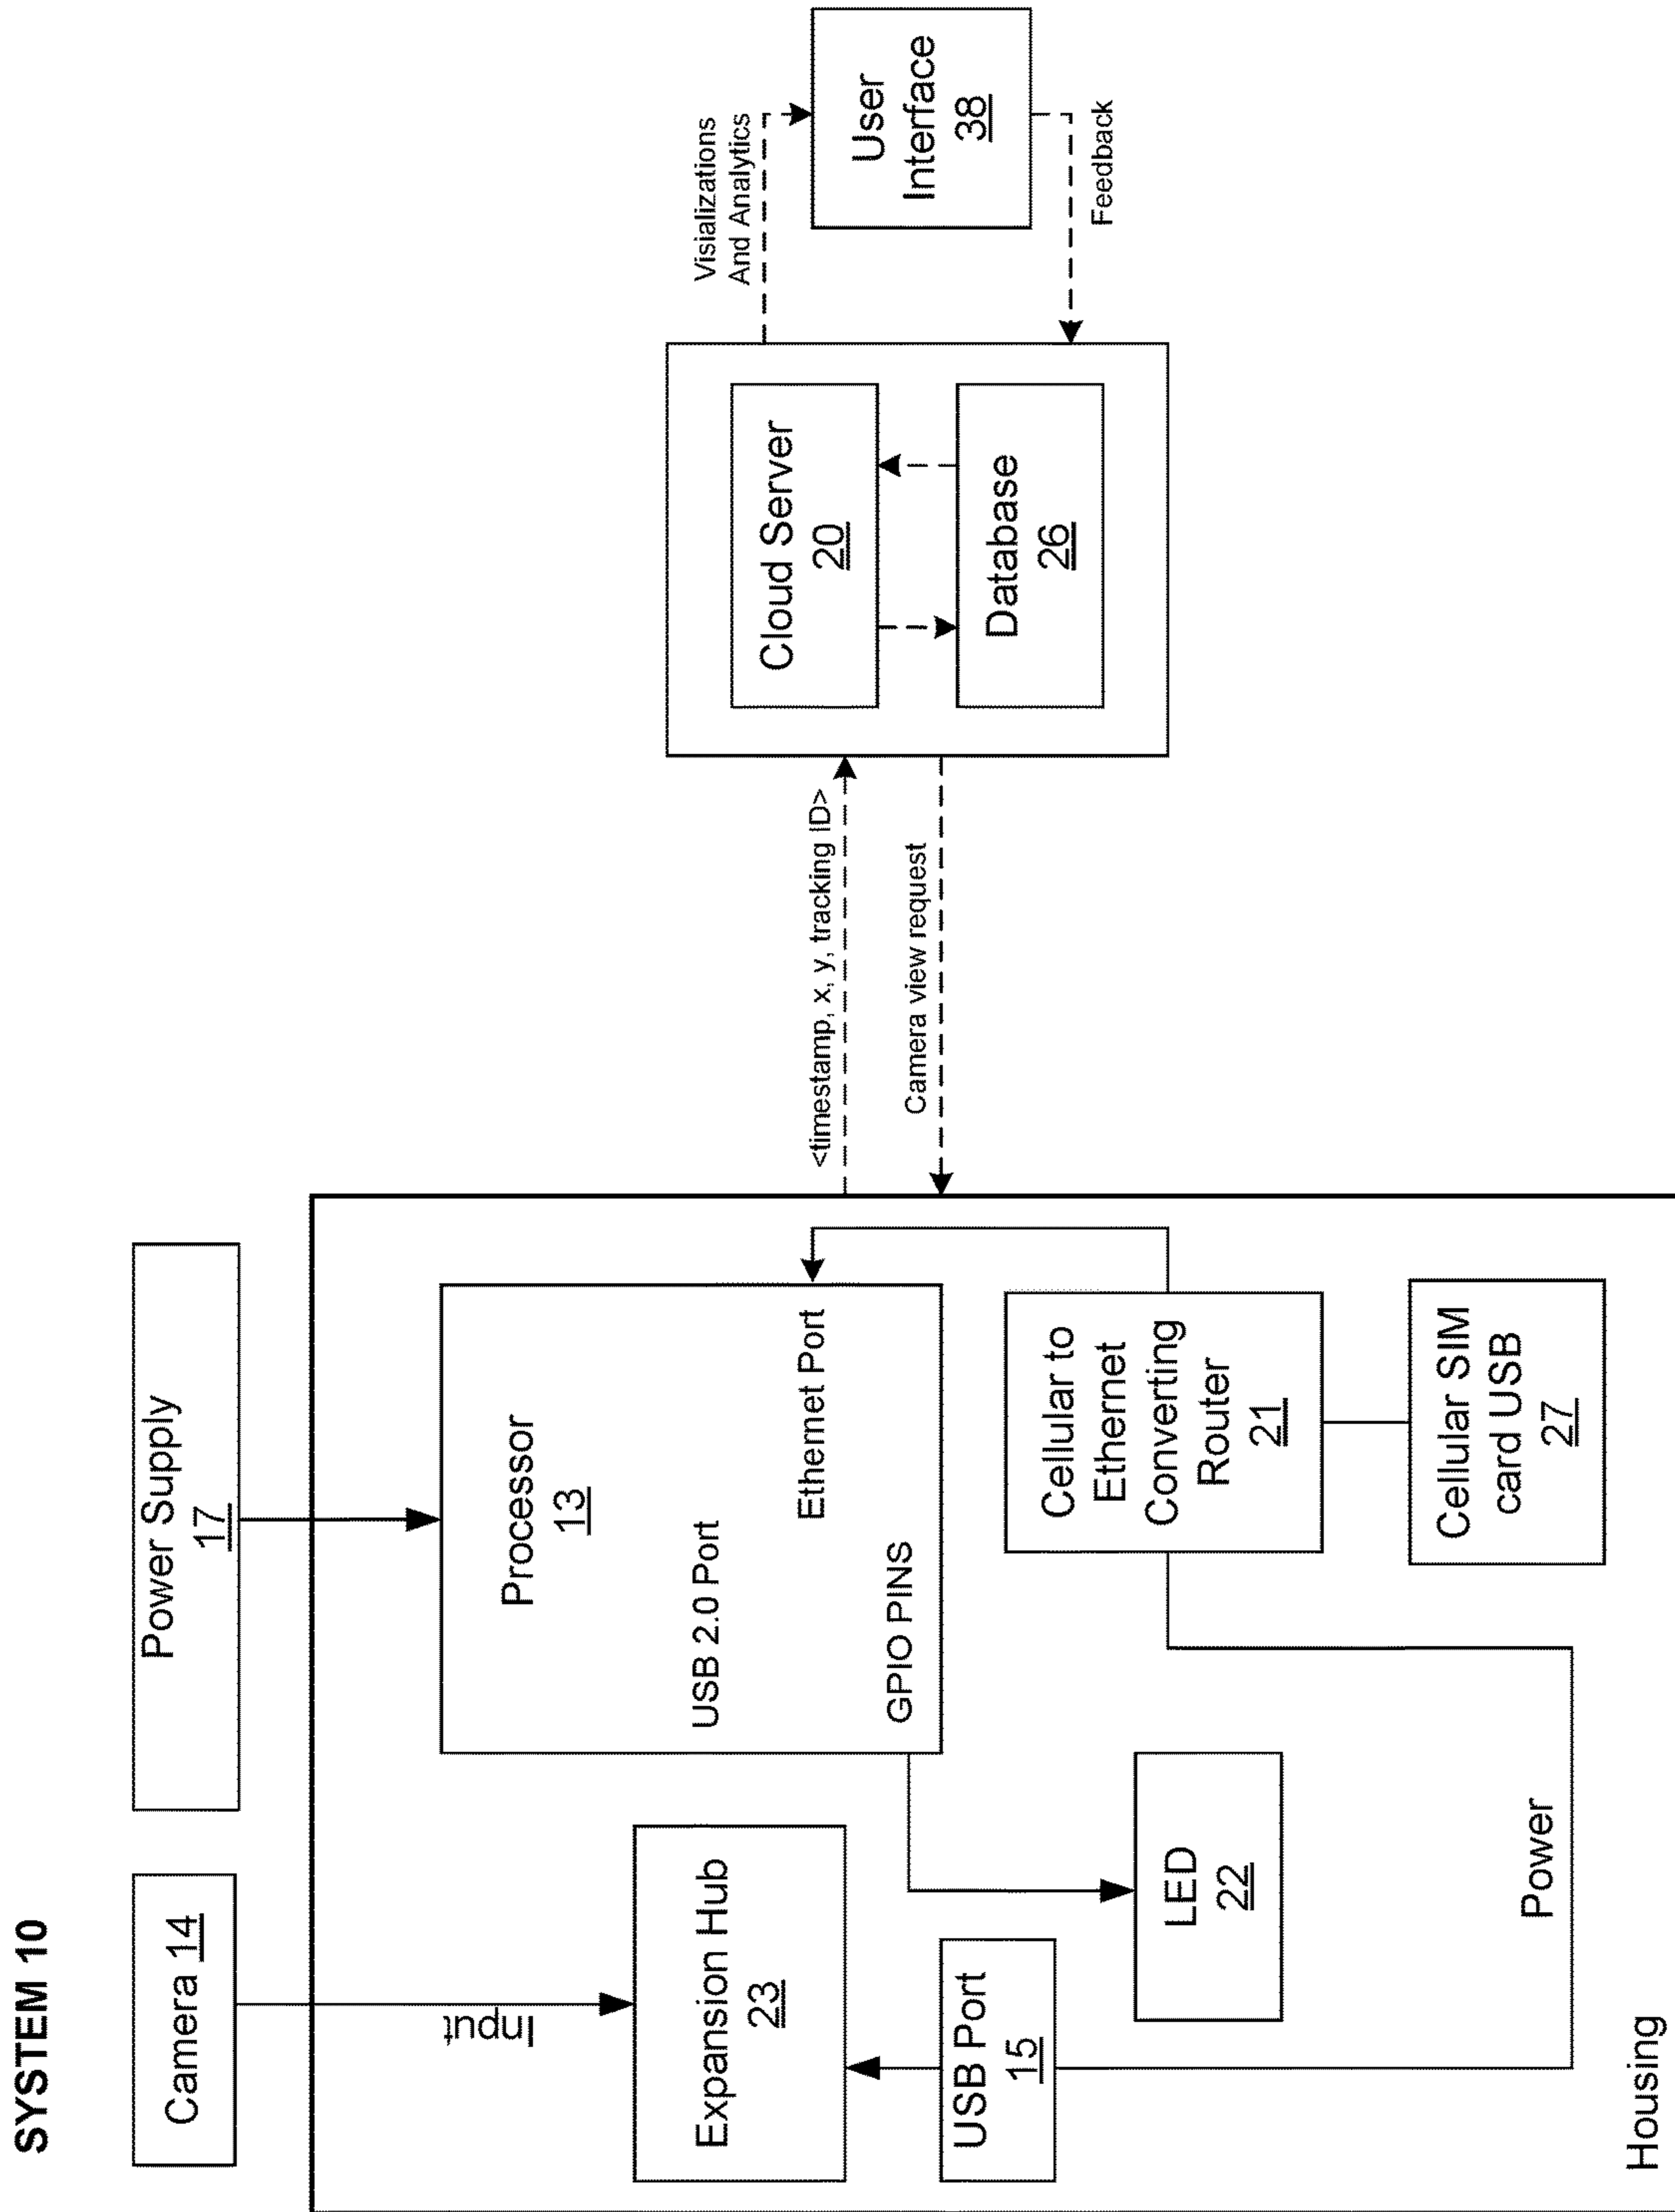 SYSTEM 10
Camera 14
Power Supply
17
Input
Expansion Hub
23
Processor
13
USB 2.0 Port
Ethernet Port
GPIO PINS
USB Port
15
LED
22
Cellular to
Ethernet
Converting
Router
21
Cellular SIM
card USB
27
Power
Housing
<timestamp, x, y, tracking ID>
Camera view request
Cloud Server
20
Database
26
Visializations
And Analytics
User
Interface
38
Feedback